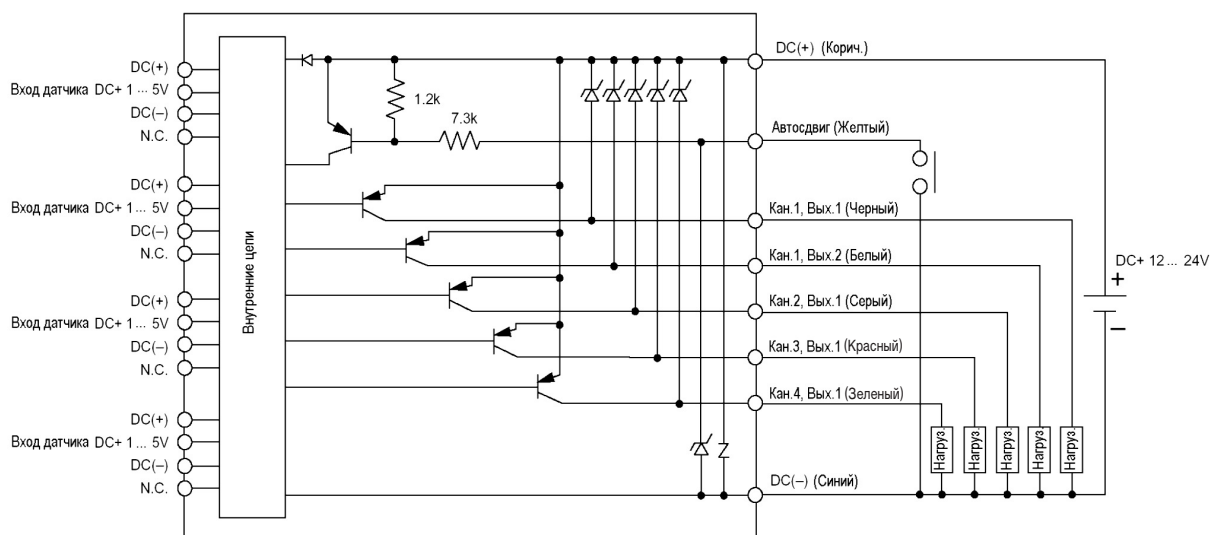 DC(+)
Вход датчика DC+ 1 ... 5V
DC(–)
N.C.
DC(+)
Вход датчика DC+ 1 ... 5V
DC(–)
N.C.
DC(+)
Вход датчика DC+ 1 ... 5V
DC(–)
N.C.
DC(+)
Вход датчика DC+ 1 ... 5V
DC(–)
N.C.
Внутренние цепи
1.2k
7.3k
DC(+) (Корич.)
Автосдвиг (Желтый)
Кан.1, Вых.1 (Черный)
Кан.1, Вых.2 (Белый)
Кан.2, Вых.1 (Серый)
Кан.3, Вых.1 (Красный)
Кан.4, Вых.1 (Зеленый)
DC(–) (Синий)
Нагруз.
Нагруз.
Нагруз.
Нагруз.
Нагруз.
DC+ 12 ... 24V
+
–